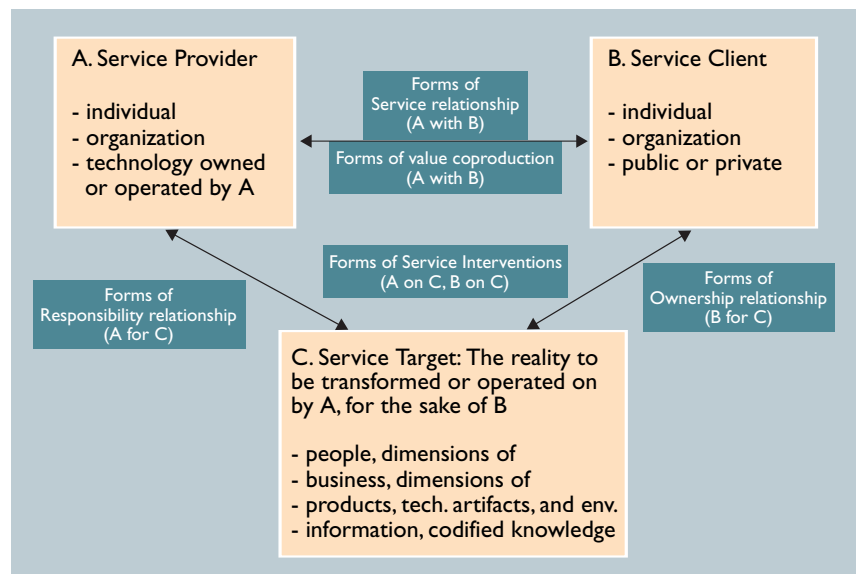 A. Service Provider
- individual
- organization
- technology owned
or operated by A
Forms of
Service relationship
(A with B)
Forms of value coproduction
(A with B)
B. Service Client
- individual
- organization
- public or private
Forms of
Responsibility relationship
(A for C)
Forms of Service Interventions
(A on C, B on C)
Forms of
Ownership relationship
(B for C)
C. Service Target: The reality to
be transformed or operated on
by A, for the sake of B
- people, dimensions of
- business, dimensions of
- products, tech. artifacts, and env.
- information, codified knowledge